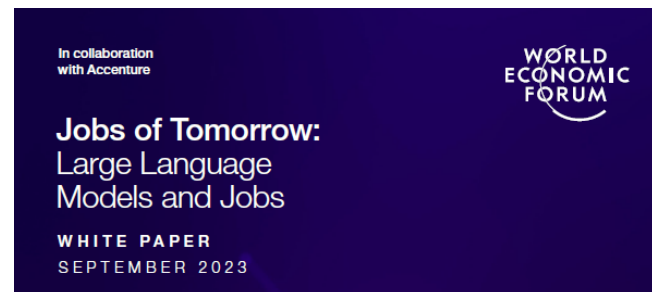 In collaboration
with Accenture
WORLD
ECONOMIC
FORUM
Jobs of Tomorrow:
Large Language
Models and Jobs
WHITE PAPER
SEPTEMBER 2023